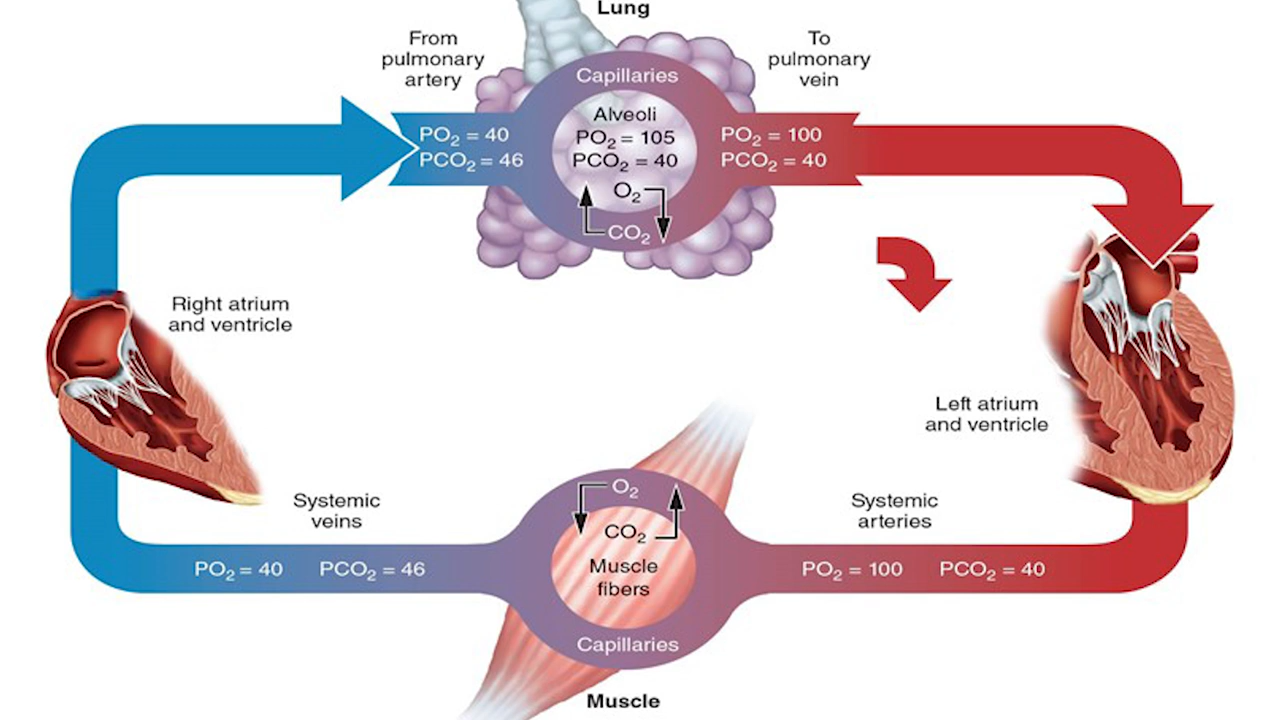 Lung
From
pulmonary
artery
To
pulmonary
vein
Capillaries
Alveoli
PO₂ = 105
PCO₂ = 40
O₂
CO₂
PO₂ = 40
PCO₂ = 46
PO₂ = 100
PCO₂ = 40
Right atrium
and ventricle
Left atrium
and ventricle
Systemic
veins
Systemic
arteries
O₂
CO₂
Muscle
fibers
Capillaries
PO₂ = 40 PCO₂ = 46
PO₂ = 100 PCO₂ = 40
Muscle